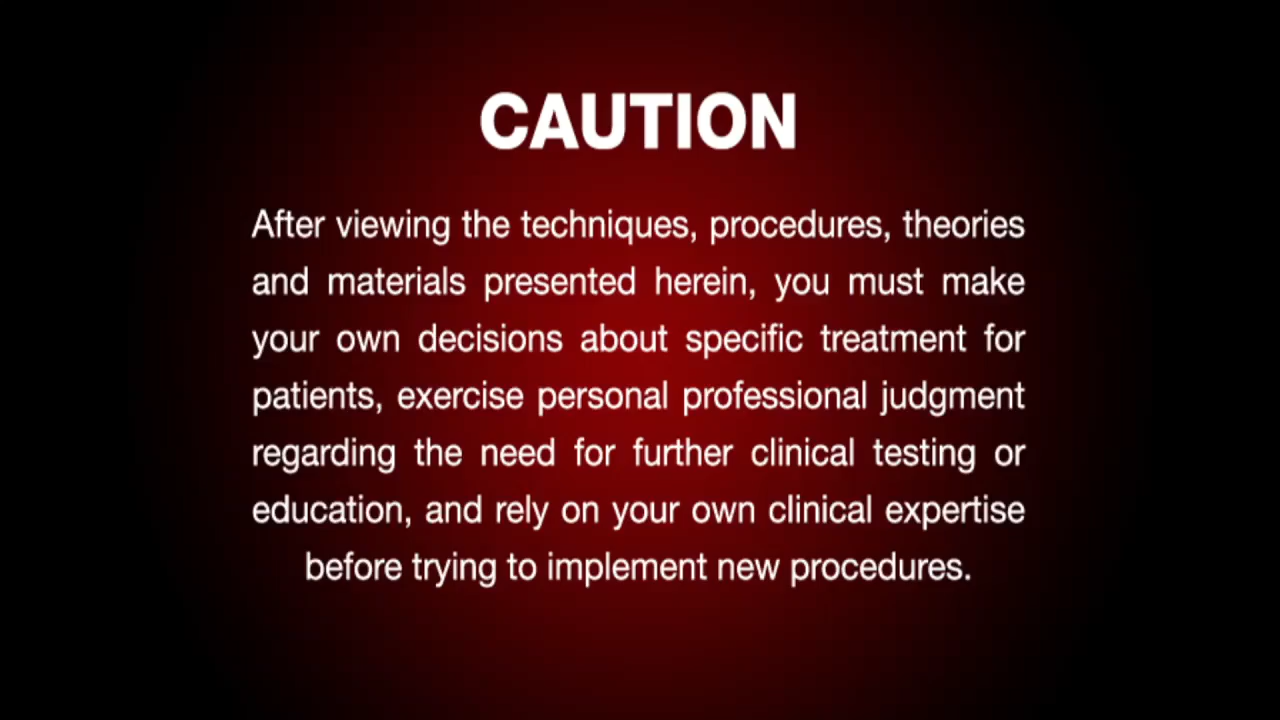 CAUTION
After viewing the techniques, procedures, theories
and materials presented herein, you must make
your own decisions about specific treatment for
patients, exercise personal professional judgment
regarding the need for further clinical testing or
education, and rely on your own clinical expertise
before trying to implement new procedures.